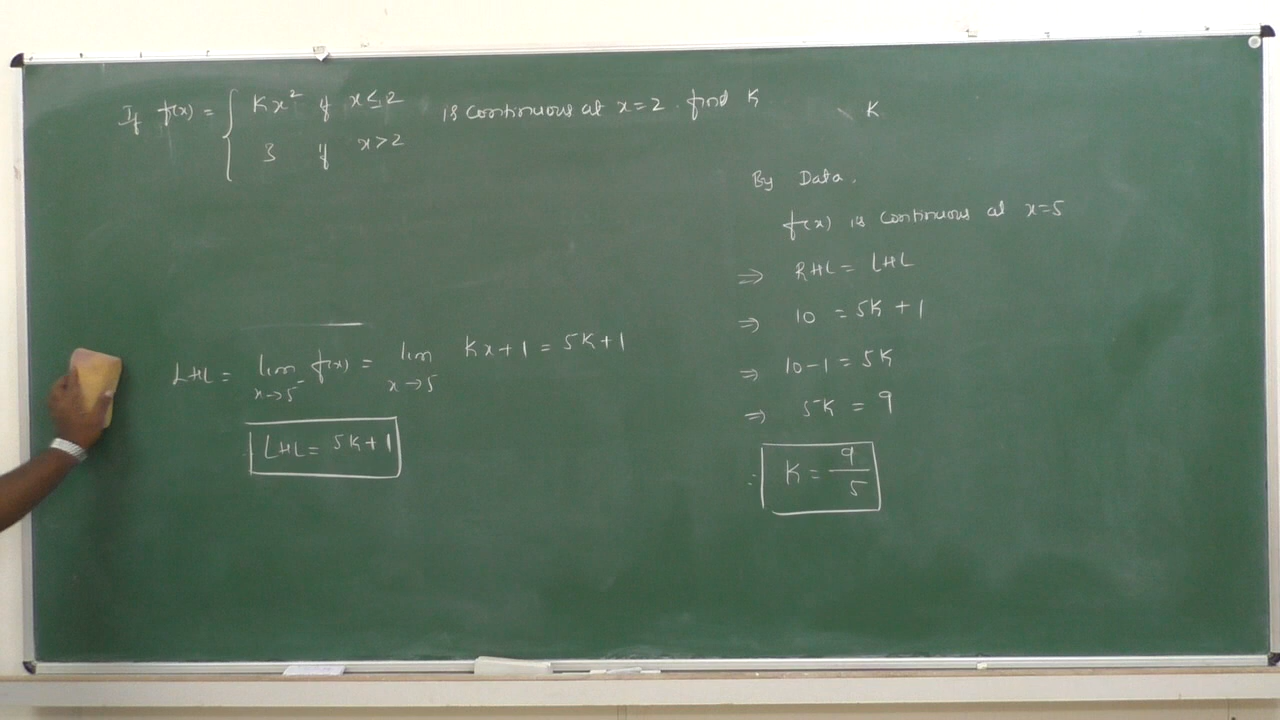 If f(x) = { Kx² if x ≤ 2 is continuous at x=2. find K K
3 if x > 2
By Data,
f(x) is continuous at x=5
⇒ RHL = LHL
⇒ 10 = 5K + 1
⇒ 10-1 = 5K
⇒ 5K = 9
∴ K = 9/5
LHL = lim x→5⁻ f(x) = lim x→5 Kx+1 = 5K+1
LHL = 5K+1